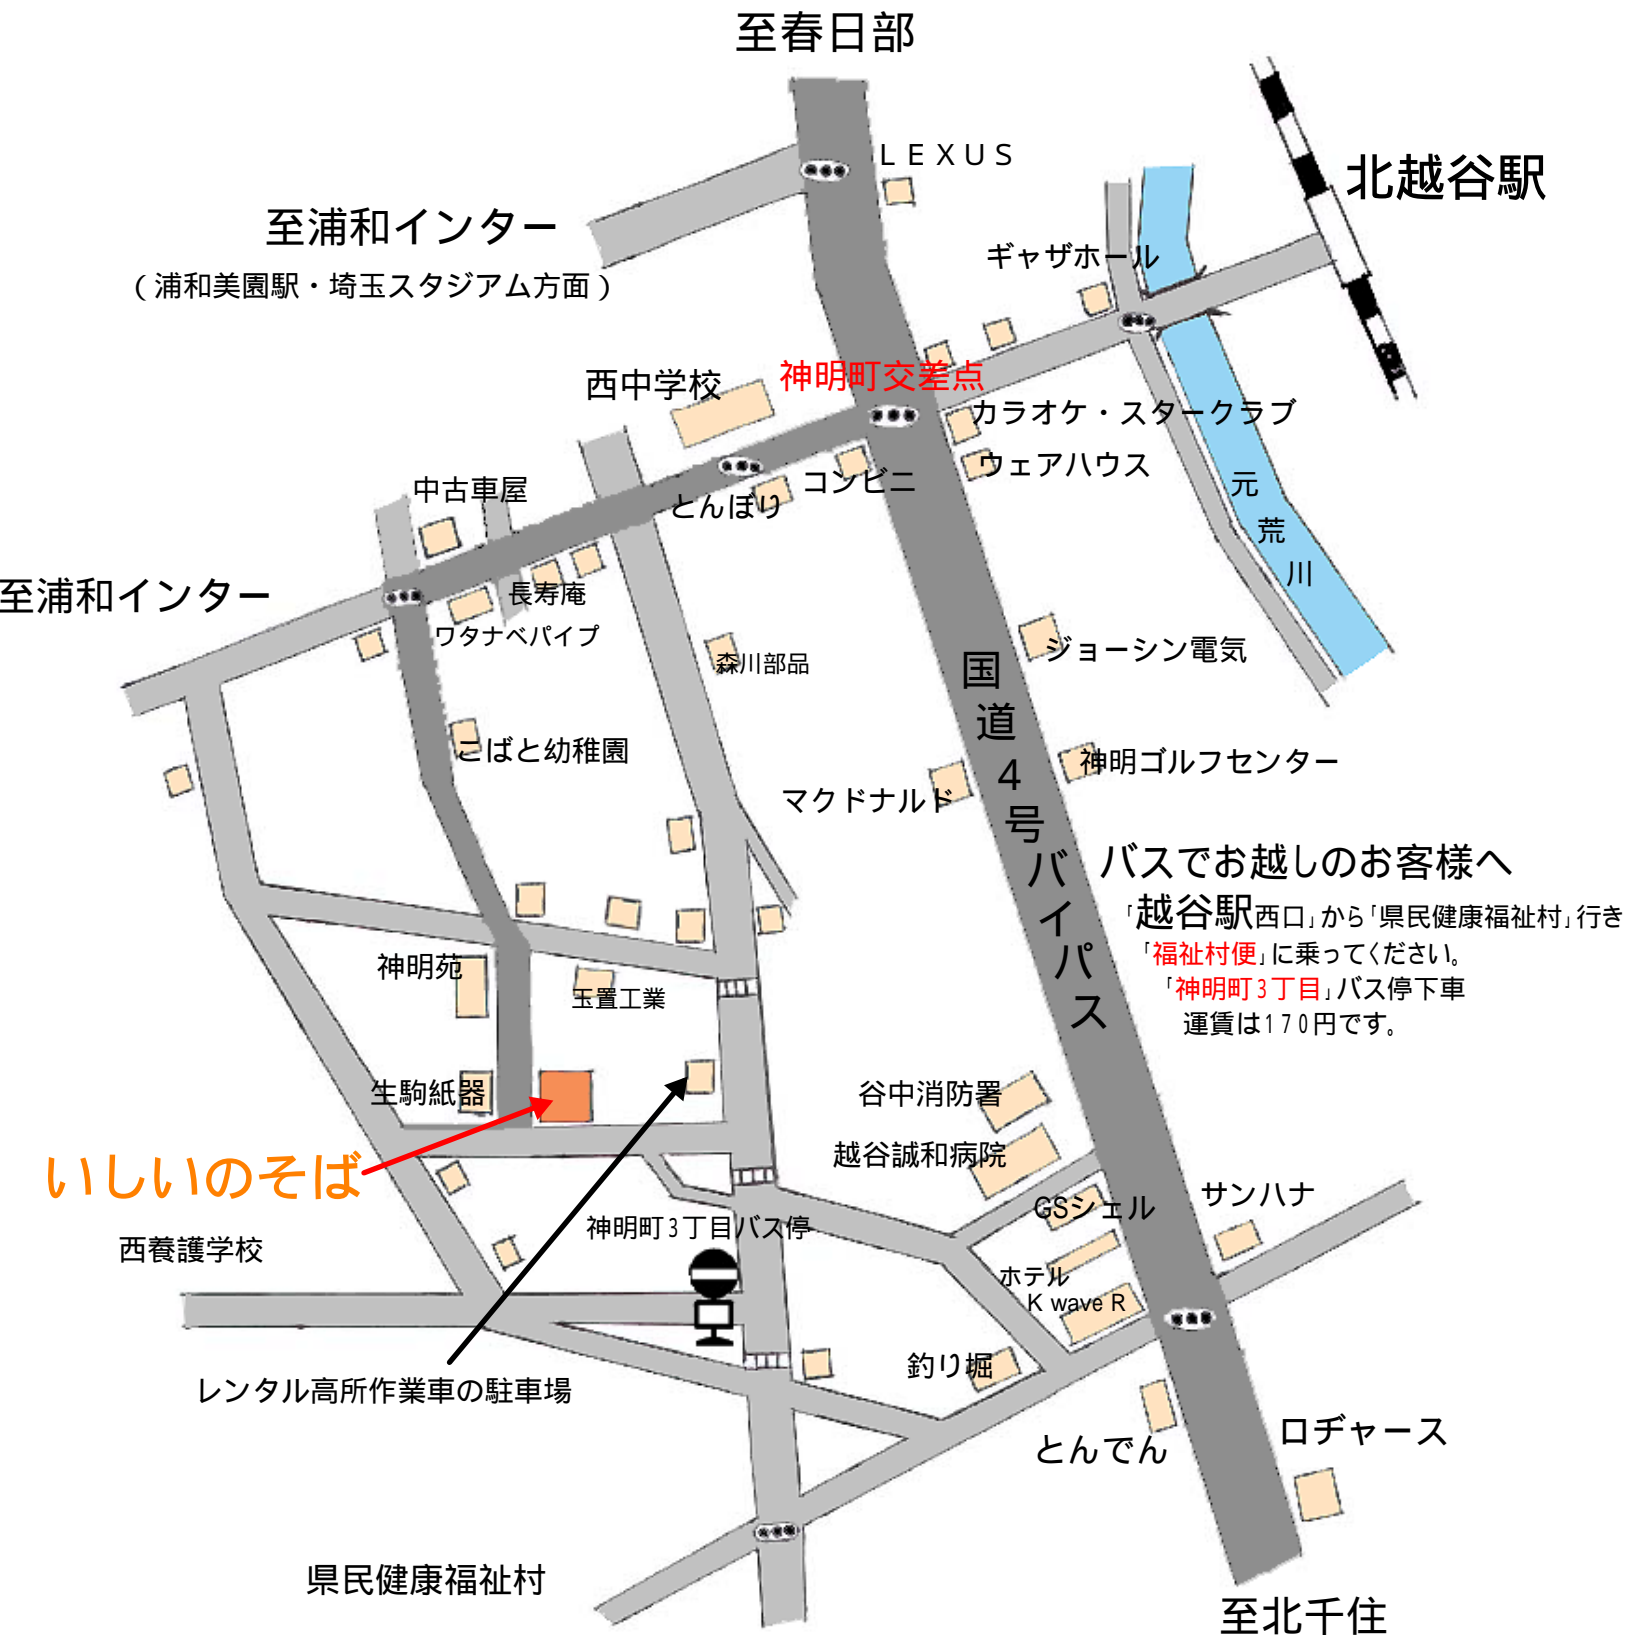 至春日部
LEXUS
北越谷駅
至浦和インター
(浦和美園駅・埼玉スタジアム方面)
ギャザホール
西中学校
神明町交差点
カラオケ・スタークラブ
ウェアハウス
コンビニ
とんぼり
中古車屋
元荒川
至浦和インター
長寿庵
ワタナベパイプ
森川部品
ジョーシン電気
国道4号バイパス
こばと幼稚園
神明ゴルフセンター
マクドナルド
バスでお越しのお客様へ
「越谷駅西口」から「県民健康福祉村」行き
「福祉村便」に乗ってください。
「神明町3丁目」バス停下車
運賃は170円です。
神明苑
玉置工業
生駒紙器
谷中消防署
越谷誠和病院
いしいのそば
GSシェル
サンハナ
神明町3丁目バス停
西養護学校
ホテル
K wave R
釣り堀
レンタル高所作業車の駐車場
とんでん
ロヂャース
県民健康福祉村
至北千住